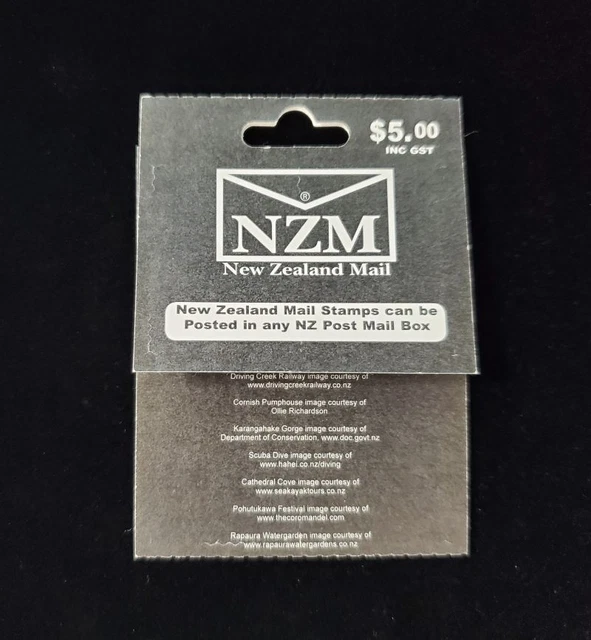 $5.00
INC GST
®
NZM
New Zealand Mail
New Zealand Mail Stamps can be
Posted in any NZ Post Mail Box
Driving Creek Railway image courtesy of
www.drivingcreekrailway.co.nz
Cornish Pumphouse image courtesy of
Ollie Richardson
Karangahake Gorge image courtesy of
Department of Conservation, www.doc.govt.nz
Scuba Dive image courtesy of
www.hahei.co.nz/diving
Cathedral Cove image courtesy of
www.seakayaktours.co.nz
Pohutukawa Festival image courtesy of
www.thecoromandel.com
Rapaura Watergarden image courtesy of
www.rapaurawatergardens.co.nz